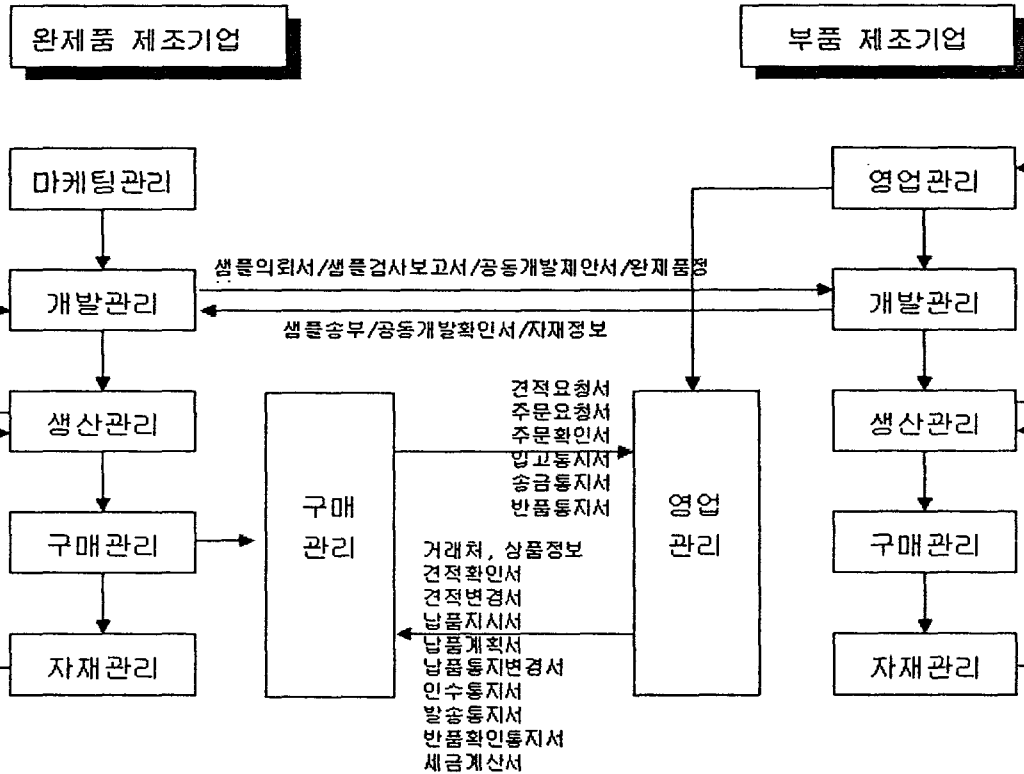 완제품 제조기업
부품 제조기업
마케팅관리
영업관리
샘플의뢰서/샘플검사보고서/공동개발제안서/완제품정
개발관리
개발관리
샘플송부/공동개발확인서/자재정보
생산관리
생산관리
견적요청서
주문요청서
주문확인서
입고통지서
송금통지서
반품통지서
구매
관리
영업
관리
구매관리
구매관리
거래처, 상품정보
견적확인서
견적변경서
납품지시서
납품계획서
납품통지변경서
인수통지서
발송통지서
반품확인통지서
세금계산서
자재관리
자재관리